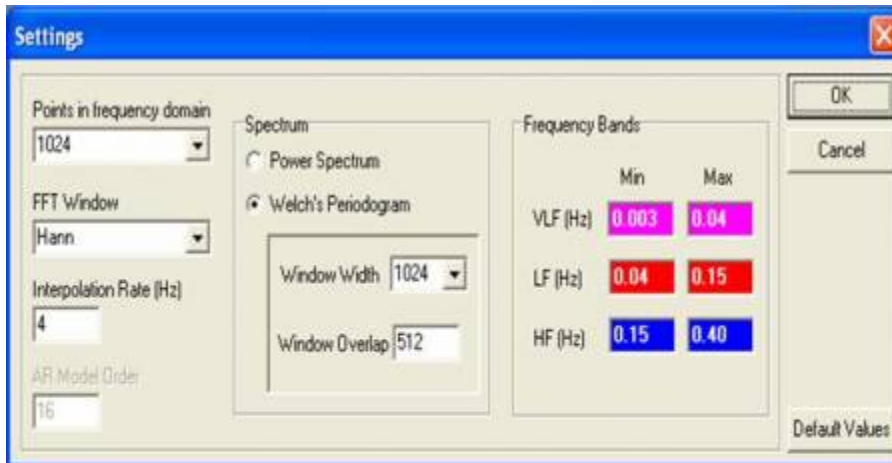 Settings
Points in frequency domain
1024
FFT Window
Hann
Interpolation Rate (Hz)
4
AR Model Order
16
Spectrum
Power Spectrum
Welch's Periodogram
Window Width 1024
Window Overlap 512
Frequency Bands
Min Max
VLF (Hz) 0.003 0.04
LF (Hz) 0.04 0.15
HF (Hz) 0.15 0.40
OK
Cancel
Default Values